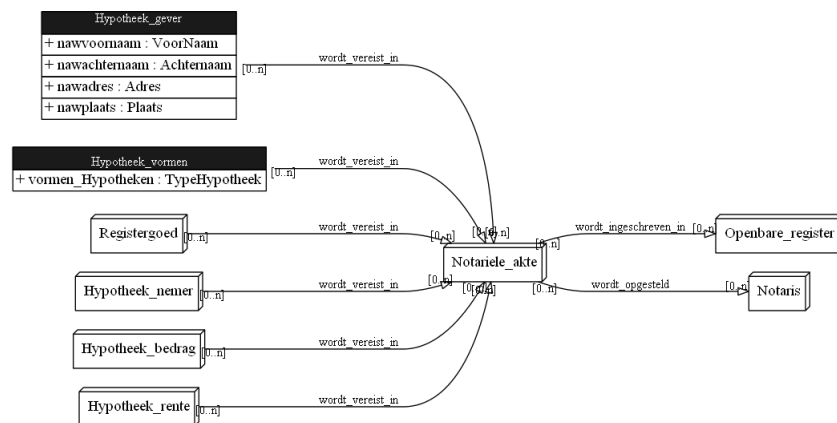 Hypotheek_gever
+ nawvoornaam : VoorNaam
+ nawachternaam : Achternaam
+ nawadres : Adres
+ nawplaats : Plaats
[0..n]
wordt_vereist_in
Hypotheek_vormen
+ vormen_Hypotheken : TypeHypotheek
[0..n]
wordt_vereist_in
Registergoed
[0..n]
wordt_vereist_in
[0..n]
Hypotheek_nemer
[0..n]
wordt_vereist_in
Hypotheek_bedrag
[0..n]
wordt_vereist_in
Hypotheek_rente
[0..n]
wordt_vereist_in
Notariele_akte
[0..n]
wordt_ingeschreven_in
[0..n]
Openbare_register
[0..n]
wordt_opgesteld
[0..n]
Notaris